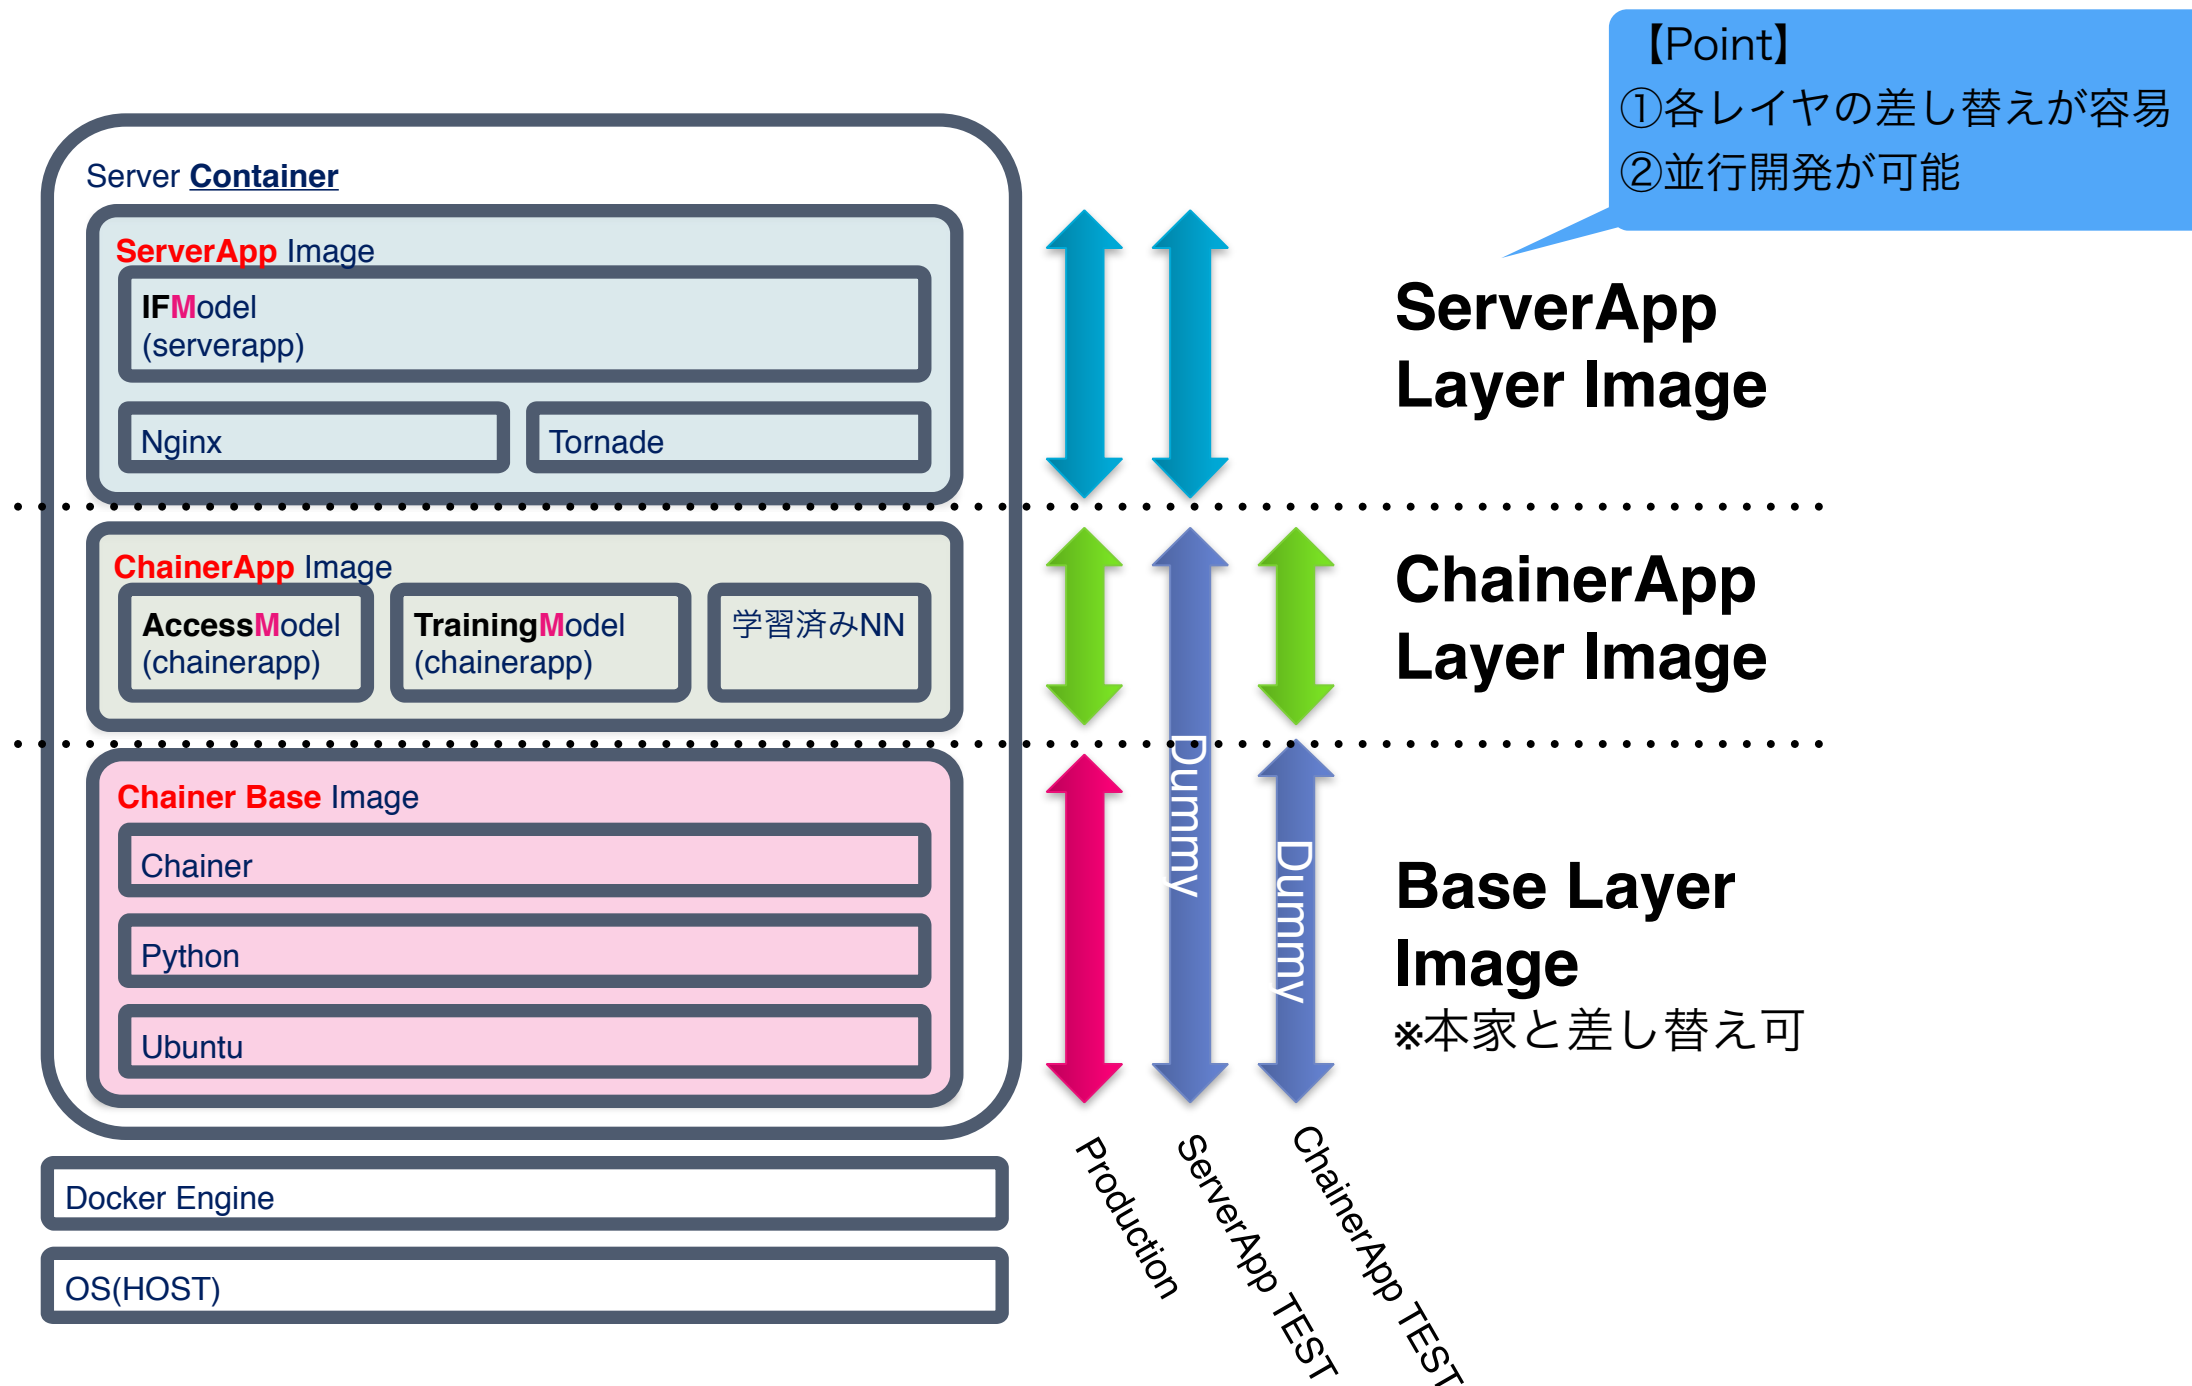 【Point】
①各レイヤの差し替えが容易
②並行開発が可能
Server Container
ServerApp Image
IFModel
(serverapp)
Nginx
Tornade
ServerApp
Layer Image
ChainerApp Image
AccessModel
(chainerapp)
TrainingModel
(chainerapp)
学習済みNN
ChainerApp
Layer Image
Chainer Base Image
Chainer
Python
Ubuntu
Dummy
Dummy
Base Layer
Image
※本家と差し替え可
Docker Engine
OS(HOST)
Production
ServerApp TEST
ChainerApp TEST